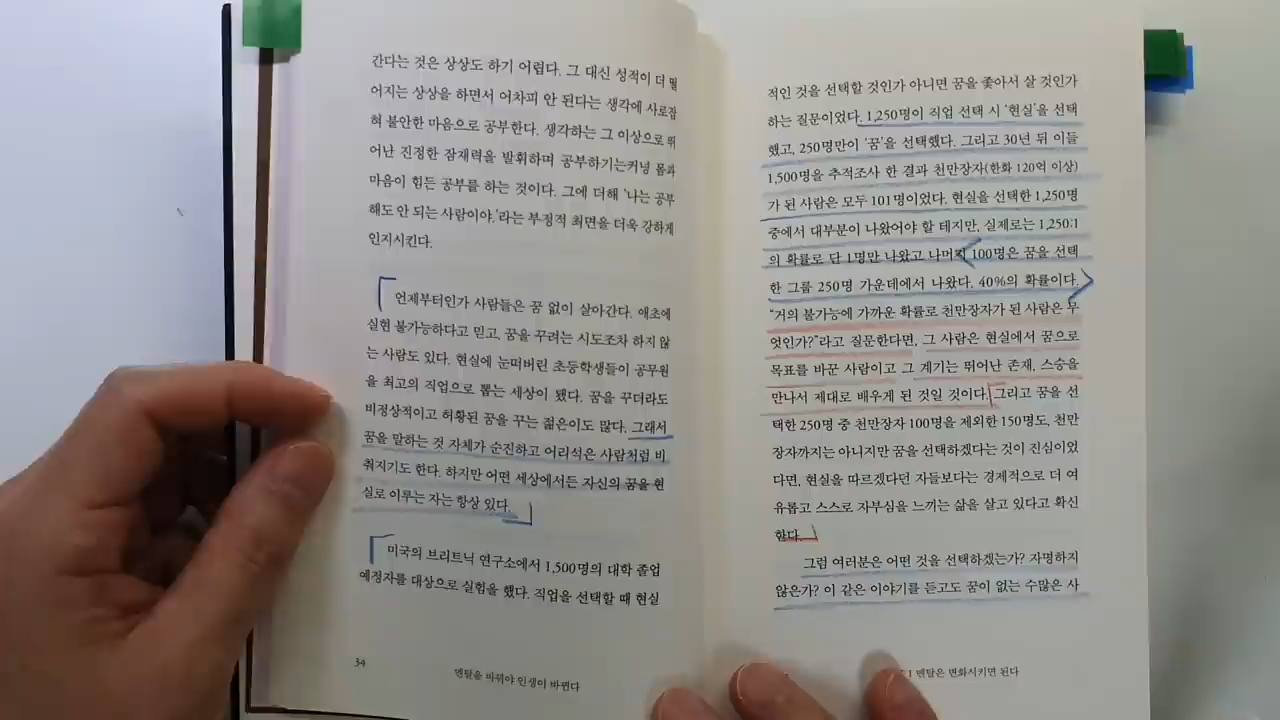 간다는 것은 상상도 하기 어렵다. 그 대신 성적이 더 떨
어지는 상상을 하면서 어차피 안 된다는 생각에 사로잡
혀 불안한 마음으로 공부한다. 생각하는 그 이상으로 뛰
어난 진정한 잠재력을 발휘하며 공부하기는커녕 몸과
마음이 힘든 공부를 하는 것이다. 그에 더해 '나는 공부
해도 안 되는 사람이야.'라는 부정적 최면을 더욱 강하게
인지시킨다.
언제부터인가 사람들은 꿈 없이 살아간다. 애초에
실현 불가능하다고 믿고, 꿈을 꾸려는 시도조차 하지 않
는 사람도 있다. 현실에 눈떠버린 초등학생들이 공무원
을 최고의 직업으로 뽑는 세상이 됐다. 꿈을 꾸더라도
비정상적이고 허황된 꿈을 꾸는 젊은이도 많다. 그래서
꿈을 말하는 것 자체가 순진하고 어리석은 사람처럼 비
춰지기도 한다. 하지만 어떤 세상에서든 자신의 꿈을 현
실로 이루는 자는 항상 있다.
미국의 브리트닉 연구소에서 1,500명의 대학 졸업
예정자를 대상으로 실험을 했다. 직업을 선택할 때 현실
34
멘탈을 바꿔야 인생이 바뀐다
적인 것을 선택할 것인가 아니면 꿈을 좇아서 살 것인가
하는 질문이었다. 1,250명이 직업 선택 시 '현실'을 선택
했고, 250명만이 '꿈'을 선택했다. 그리고 30년 뒤 이들
1,500명을 추적조사 한 결과 천만장자(한화 120억 이상)
가 된 사람은 모두 101명이었다. 현실을 선택한 1,250명
중에서 대부분이 나왔어야 할 테지만, 실제로는 1,250:1
의 확률로 단 1명만 나왔고 나머지 100명은 꿈을 선택
한 그룹 250명 가운데에서 나왔다. 40%의 확률이다.
"거의 불가능에 가까운 확률로 천만장자가 된 사람은 무
엇인가?"라고 질문한다면, 그 사람은 현실에서 꿈으로
목표를 바꾼 사람이고 그 계기는 뛰어난 존재, 스승을
만나서 제대로 배우게 된 것일 것이다. 그리고 꿈을 선
택한 250명 중 천만장자 100명을 제외한 150명도, 천만
장자까지는 아니지만 꿈을 선택하겠다는 것이 진심이었
다면, 현실을 따르겠다던 자들보다는 경제적으로 더 여
유롭고 스스로 자부심을 느끼는 삶을 살고 있다고 확신
한다.
그럼 여러분은 어떤 것을 선택하겠는가? 자명하지
않은가? 이 같은 이야기를 듣고도 꿈이 없는 수많은 사
1 멘탈은 변화시키면 된다